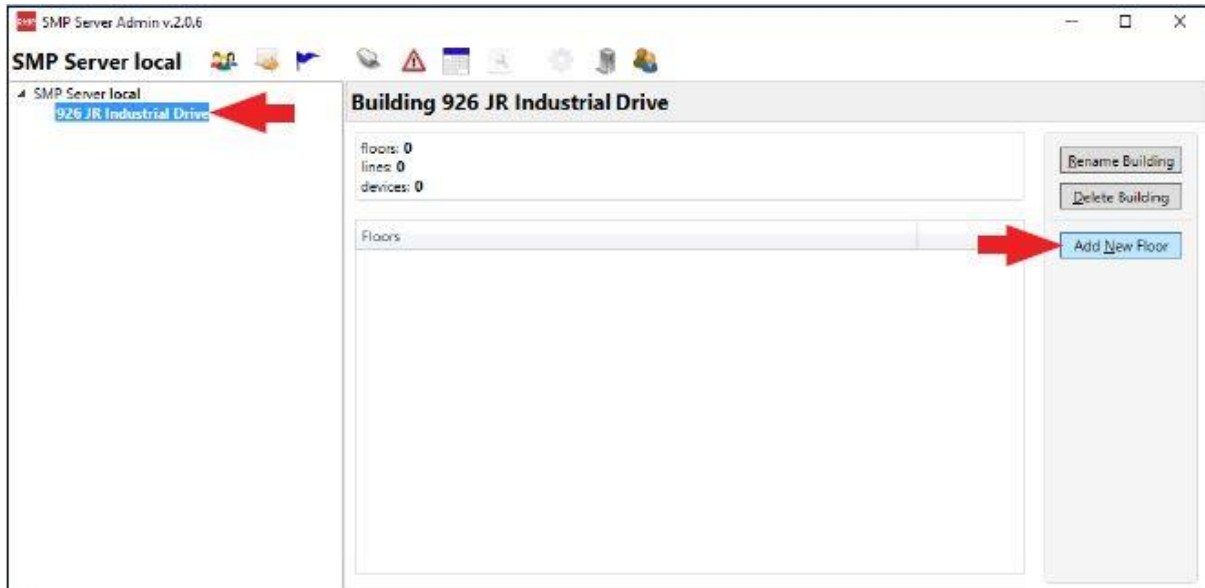 SMP Server Admin v.2.0.6
SMP Server local
SMP Server local
926 JR Industrial Drive
Building 926 JR Industrial Drive
floors: 0
lines: 0
devices: 0
Rename Building
Delete Building
Floors
Add New Floor